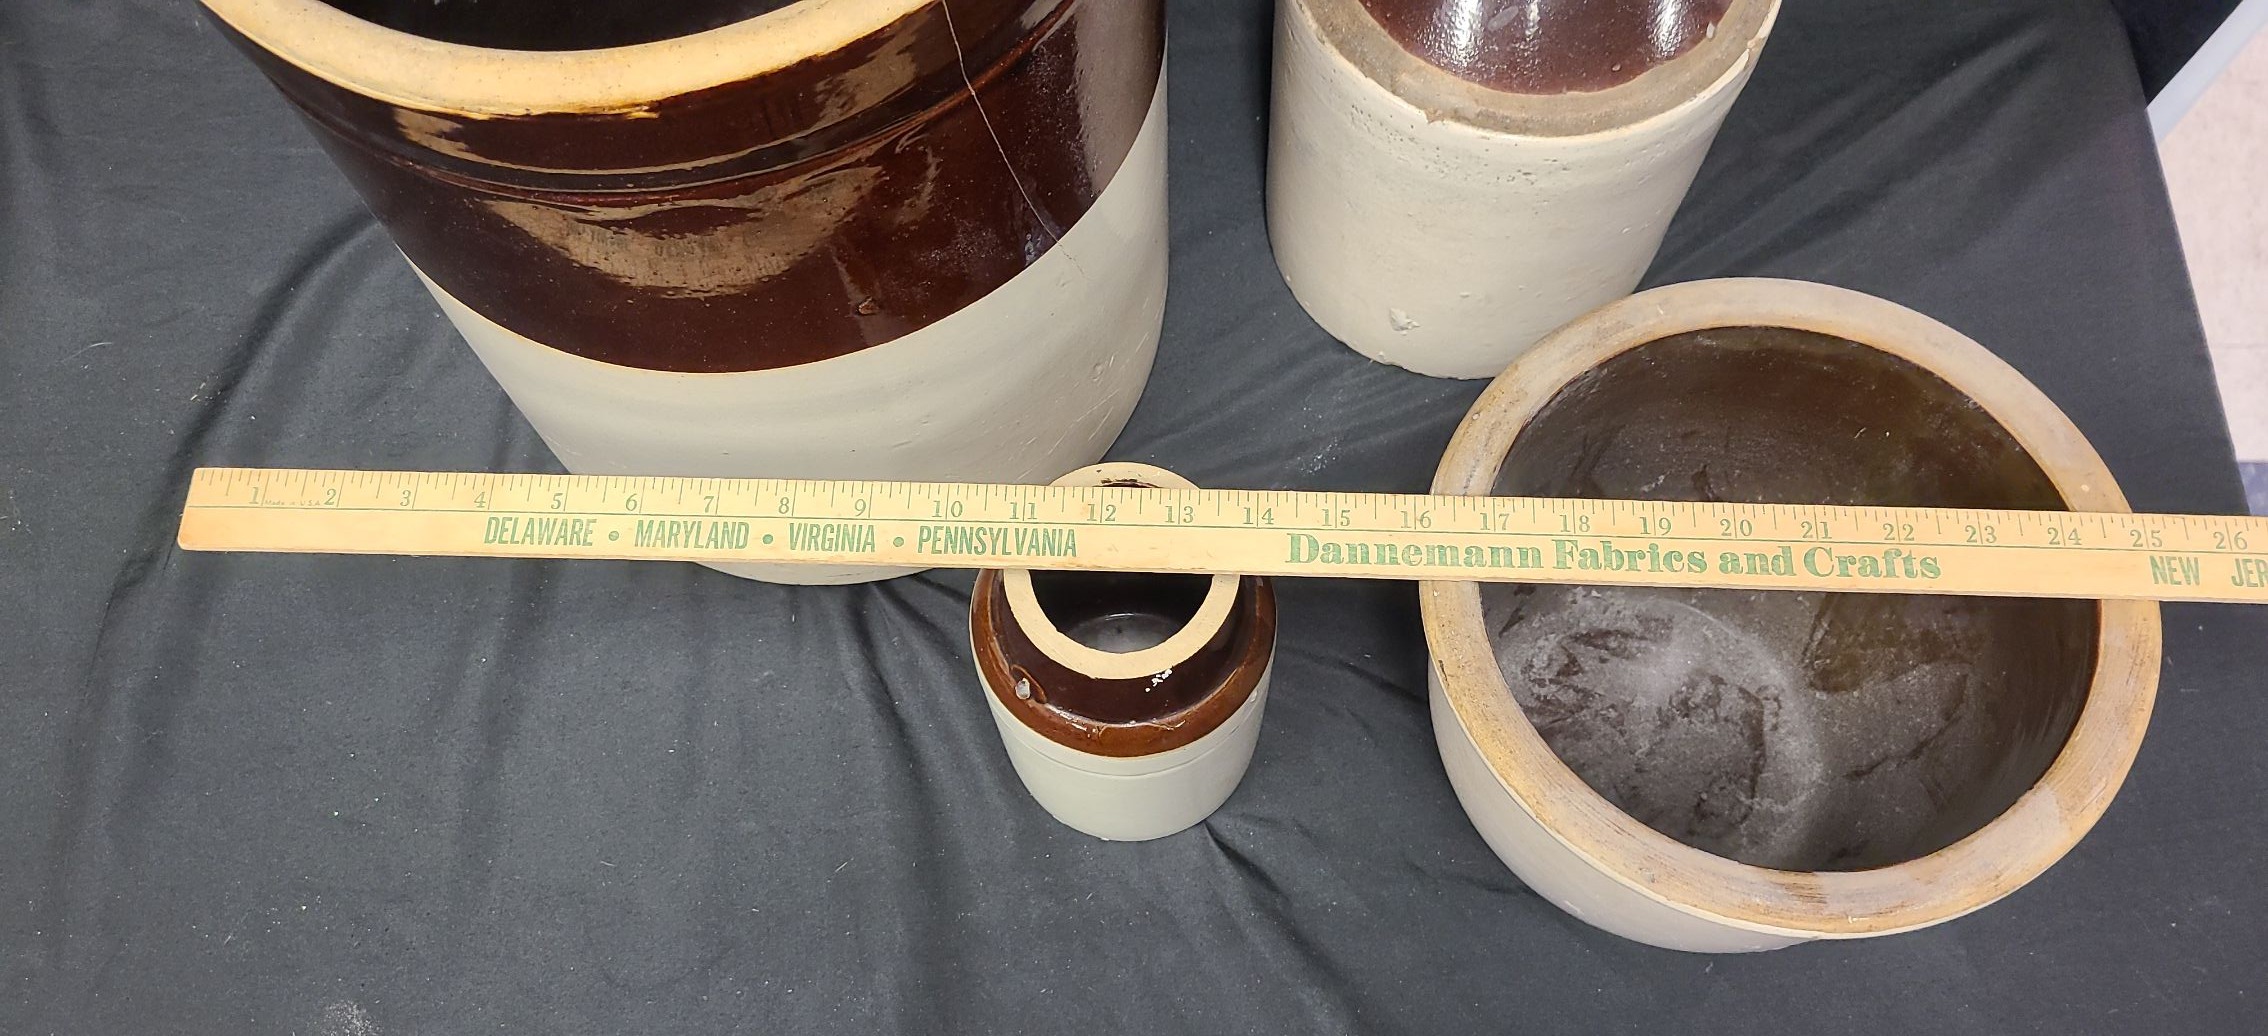 1 Made in U.S.A. 2 3 4 5 6 7 8 9 10 11 12 13 14 15 16 17 18 19 20 21 22 23 24 25 26
DELAWARE • MARYLAND • VIRGINIA • PENNSYLVANIA Dannemann Fabrics and Crafts NEW JER